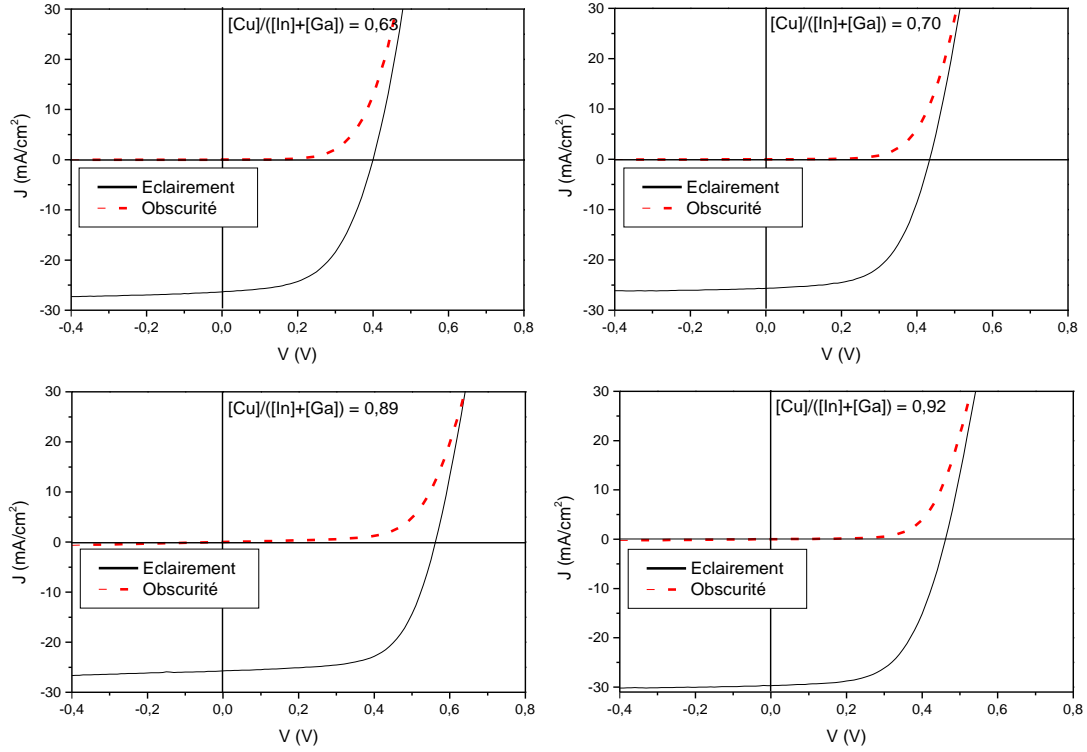 [Cu]/([In]+[Ga]) = 0,63
30
20
10
0
-10
-20
-30
J (mA/cm²)
Eclairement
Obscurité
-0,4
-0,2
0,0
0,2
0,4
0,6
0,8
V (V)
[Cu]/([In]+[Ga]) = 0,70
30
20
10
0
-10
-20
-30
J (mA/cm²)
Eclairement
Obscurité
-0,4
-0,2
0,0
0,2
0,4
0,6
0,8
V (V)
[Cu]/([In]+[Ga]) = 0,89
30
20
10
0
-10
-20
-30
J (mA/cm²)
Eclairement
Obscurité
-0,4
-0,2
0,0
0,2
0,4
0,6
0,8
V (V)
[Cu]/([In]+[Ga]) = 0,92
30
20
10
0
-10
-20
-30
J (mA/cm²)
Eclairement
Obscurité
-0,4
-0,2
0,0
0,2
0,4
0,6
0,8
V (V)